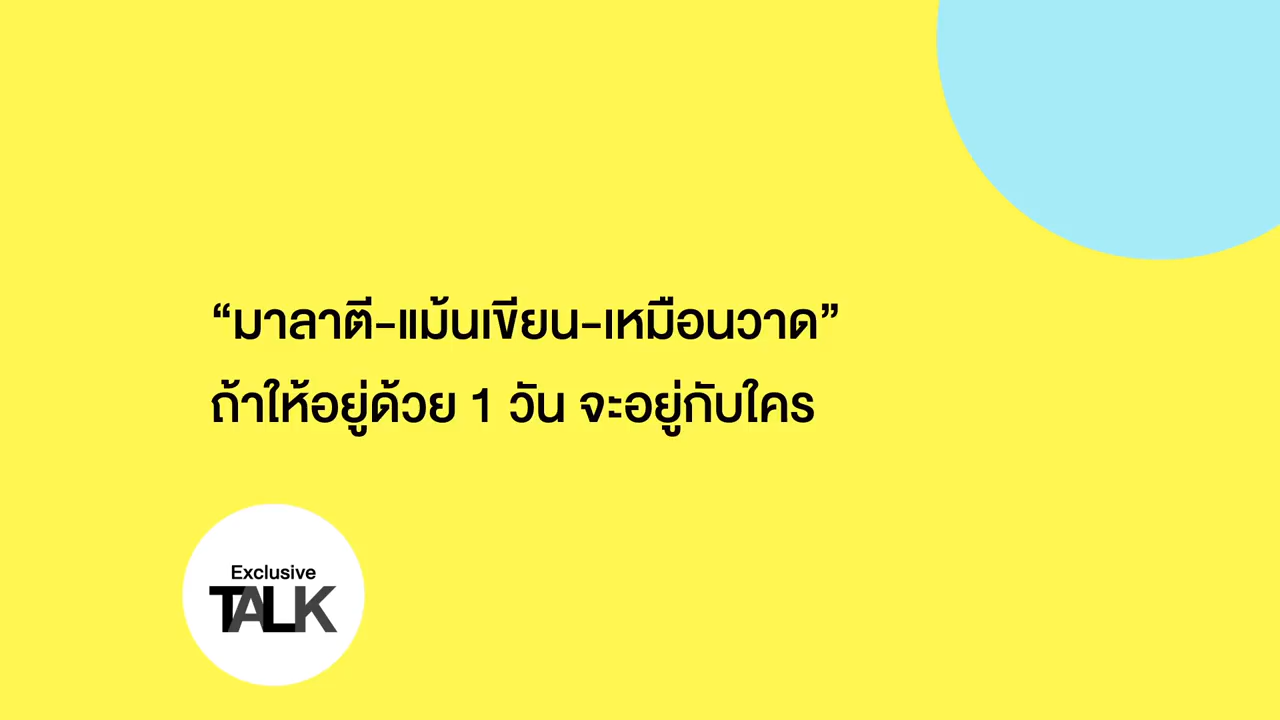 “มาลาตี-แม้นเขียน-เหมือนวาด”
ถ้าให้อยู่ด้วย 1 วัน จะอยู่กับใคร
Exclusive
TALK